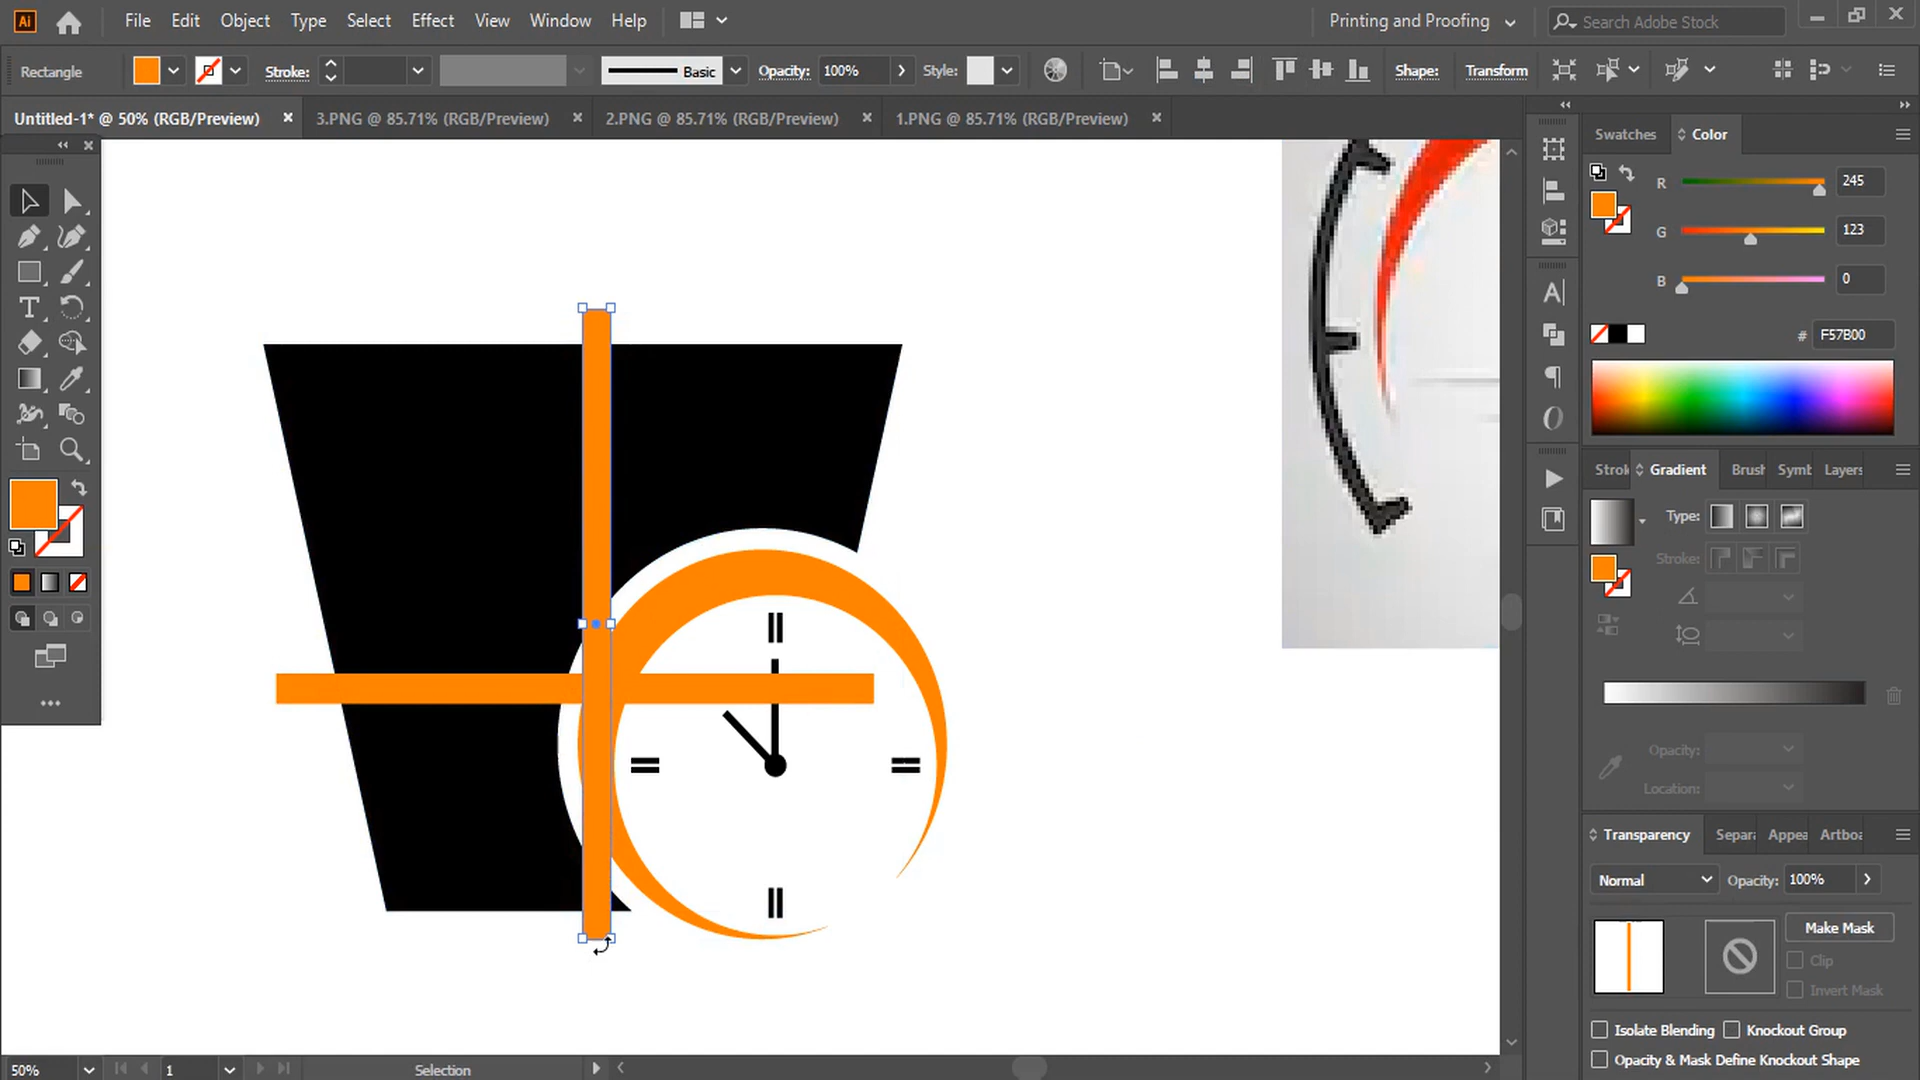 Ai File Edit Object Type Select Effect View Window Help Printing and Proofing Search Adobe Stock
Rectangle Stroke: Basic Opacity: 100% Style: Shape: Transform
Untitled-1* @ 50% (RGB/Preview) 3.PNG @ 85.71% (RGB/Preview) 2.PNG @ 85.71% (RGB/Preview) 1.PNG @ 85.71% (RGB/Preview)
Swatches Color
R 245
G 123
B 0
# F57B00
Strok Gradient Brush Symb Layers
Type:
Stroke:
Opacity:
Location:
Transparency Separ Appea Artboa
Normal Opacity: 100%
Make Mask
Clip
Invert Mask
Isolate Blending Knockout Group
Opacity & Mask Define Knockout Shape
50% 1 Selection